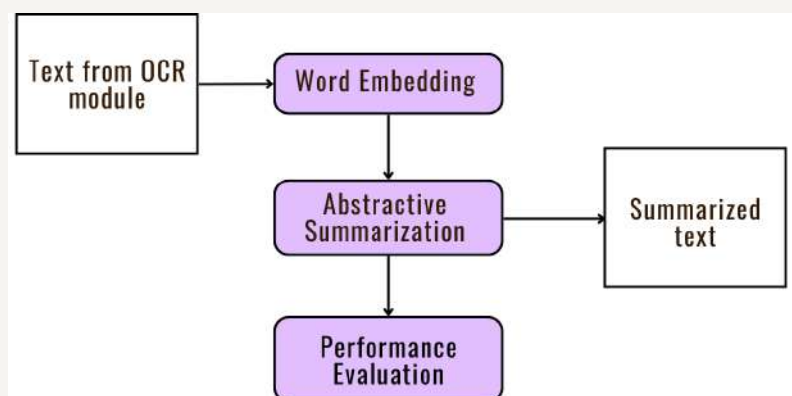 Text from OCR
module
Word Embedding
Abstractive
Summarization
Summarized
text
Performance
Evaluation